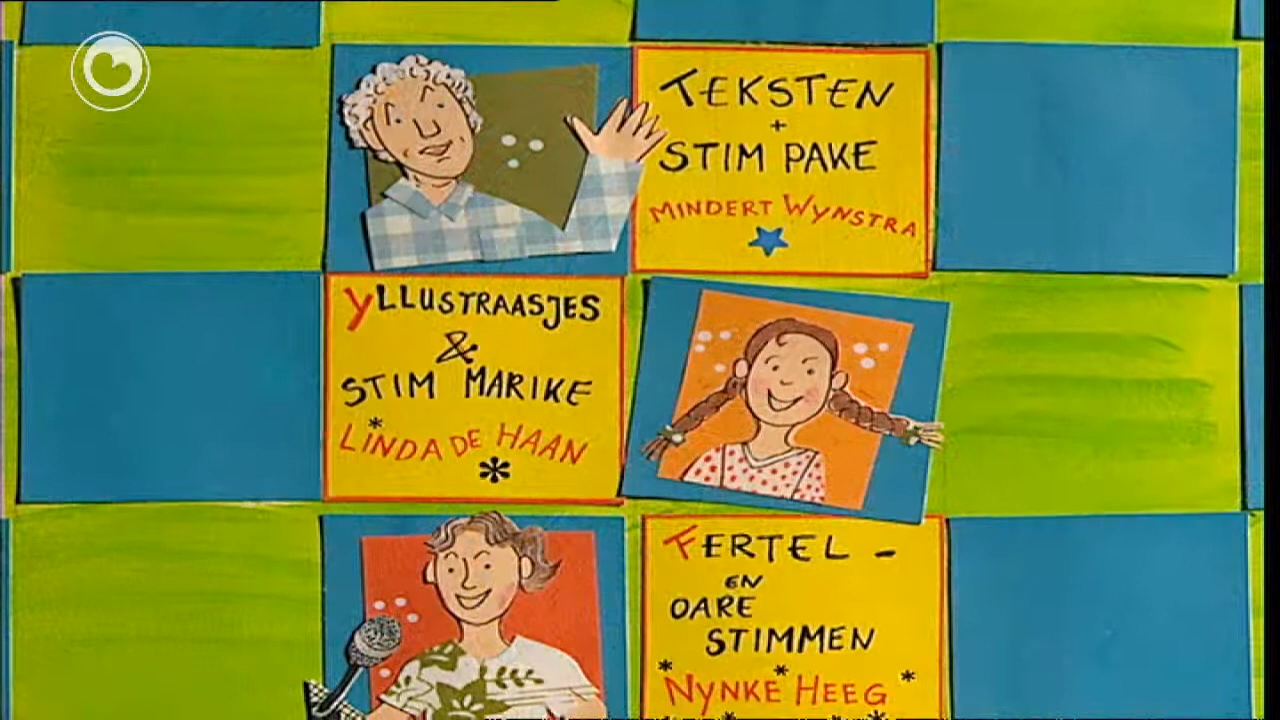 TEKSTEN
+
STIM PAKE
MINDERT WYNSTRA
YLLUSTRAASJES
&
STIM MARIKE
LINDA DE HAAN
FERTEL -
EN
OARE
STIMMEN
NYNKE HEEG